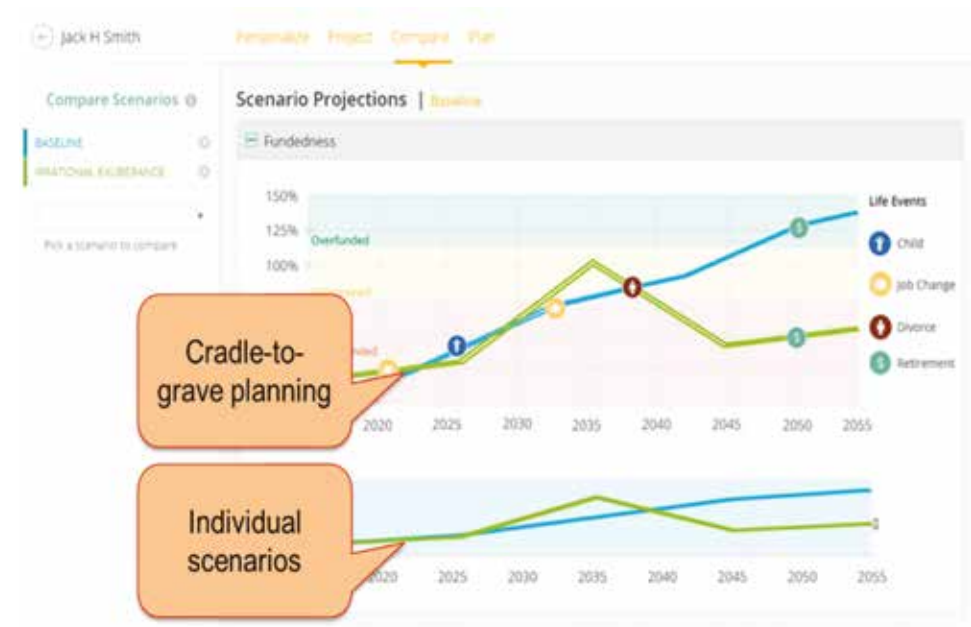 Jack H Smith
Personalize Project Compare Plan
Compare Scenarios
Scenario Projections | Baseline
BASELINE
IRRATIONAL EXUBERANCE
Pick a scenario to compare
Fundedness
150%
125%
100%
Overfunded
Life Events
Child
Job Change
Divorce
Retirement
Cradle-to-
grave planning
2020 2025 2030 2035 2040 2045 2050 2055
Individual
scenarios
2020 2025 2030 2035 2040 2045 2050 2055